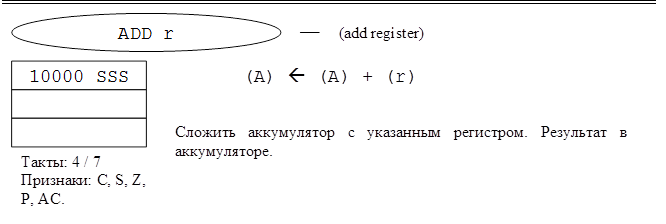 ADD r — (add register)
10000 SSS
(A) 🡨 (A) + (r)
Сложить аккумулятор с указанным регистром. Результат в
аккумуляторе.
Такты: 4 / 7
Признаки: C, S, Z,
P, AC.